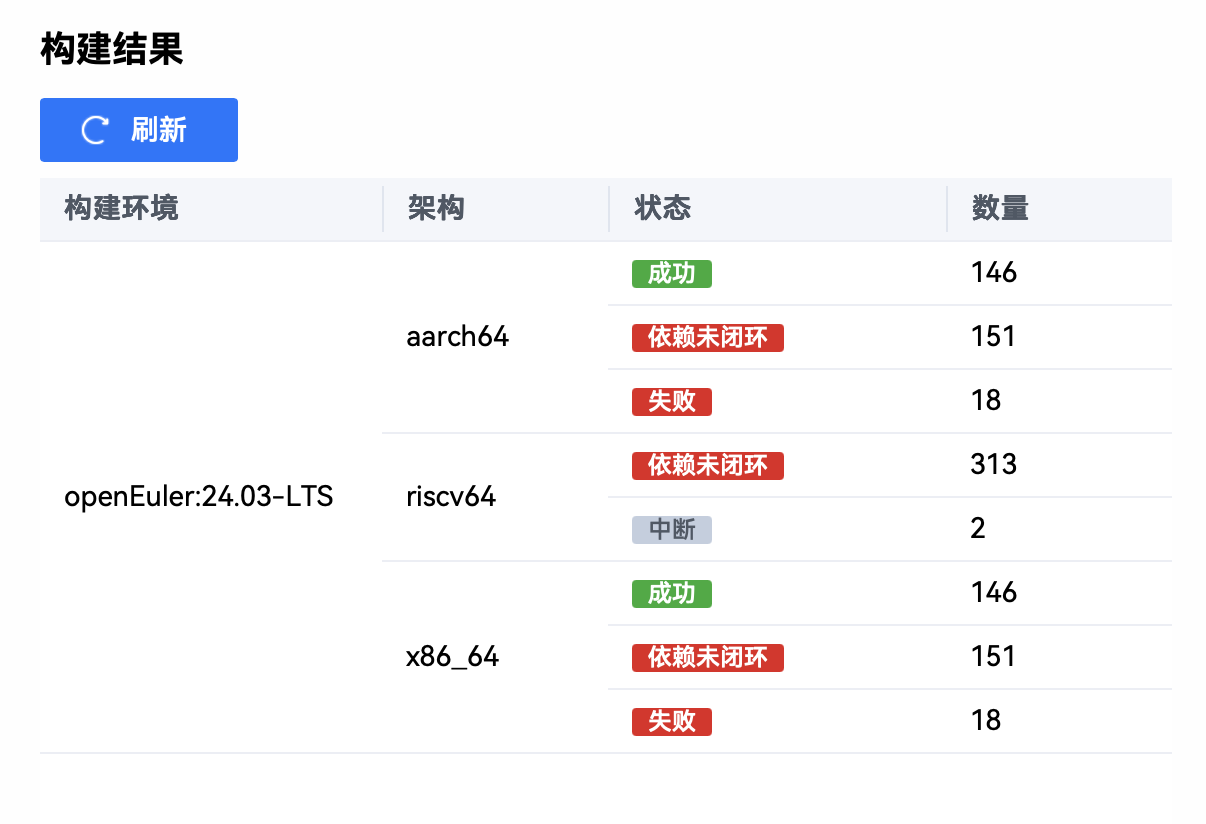 构建结果
刷新
构建环境 架构 状态 数量
成功 146
aarch64 依赖未闭环 151
失败 18
依赖未闭环 313
openEuler:24.03-LTS riscv64
中断 2
成功 146
x86_64 依赖未闭环 151
失败 18